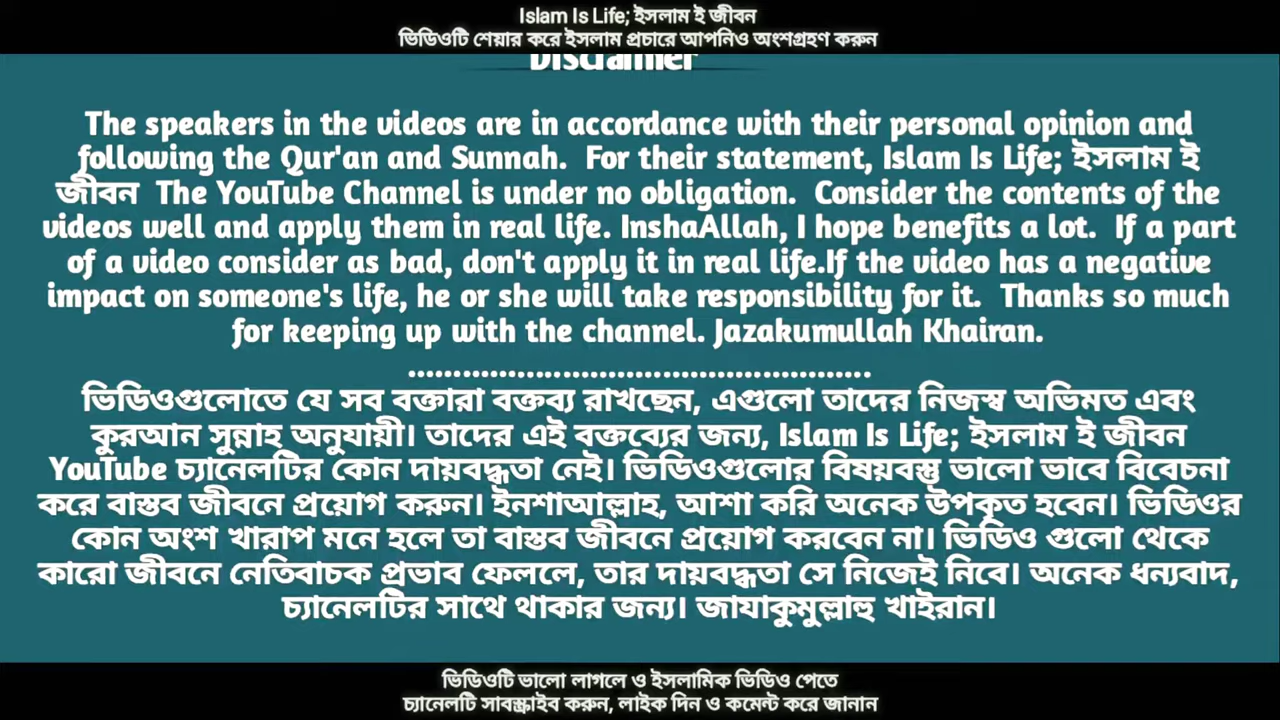 Islam Is Life; ইসলাম ই জীবন
ভিডিওটি শেয়ার করে ইসলাম প্রচারে আপনিও অংশগ্রহণ করুন
Disclaimer
The speakers in the videos are in accordance with their personal opinion and
following the Qur'an and Sunnah.  For their statement, Islam Is Life; ইসলাম ই
জীবন  The YouTube Channel is under no obligation.  Consider the contents of the
videos well and apply them in real life. InshaAllah, I hope benefits a lot.  If a part
of a video consider as bad, don't apply it in real life.If the video has a negative
impact on someone's life, he or she will take responsibility for it.  Thanks so much
for keeping up with the channel. Jazakumullah Khairan.
...................................................
ভিডিওগুলোতে যে সব বক্তারা বক্তব্য রাখছেন, এগুলো তাদের নিজস্ব অভিমত এবং
কুরআন সুন্নাহ অনুযায়ী। তাদের এই বক্তব্যের জন্য, Islam Is Life; ইসলাম ই জীবন
YouTube চ্যানেলটির কোন দায়বদ্ধতা নেই। ভিডিওগুলোর বিষয়বস্তু ভালো ভাবে বিবেচনা
করে বাস্তব জীবনে প্রয়োগ করুন। ইনশাআল্লাহ, আশা করি অনেক উপকৃত হবেন। ভিডিওর
কোন অংশ খারাপ মনে হলে তা বাস্তব জীবনে প্রয়োগ করবেন না। ভিডিও গুলো থেকে
কারো জীবনে নেতিবাচক প্রভাব ফেললে, তার দায়বদ্ধতা সে নিজেই নিবে। অনেক ধন্যবাদ,
চ্যানেলটির সাথে থাকার জন্য। জাযাকুমুল্লাহু খাইরান।
ভিডিওটি ভালো লাগলে ও ইসলামিক ভিডিও পেতে
চ্যানেলটি সাবস্ক্রাইব করুন, লাইক দিন ও কমেন্ট করে জানান